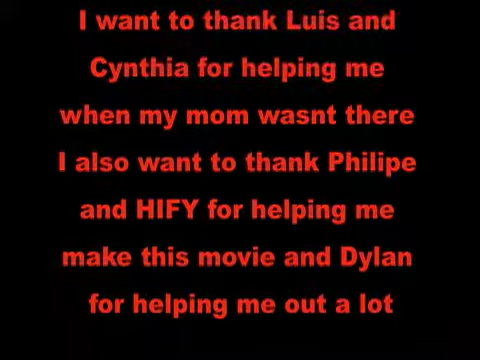 I want to thank Luis and
Cynthia for helping me
when my mom wasnt there
I also want to thank Philipe
and HIFY for helping me
make this movie and Dylan
for helping me out a lot